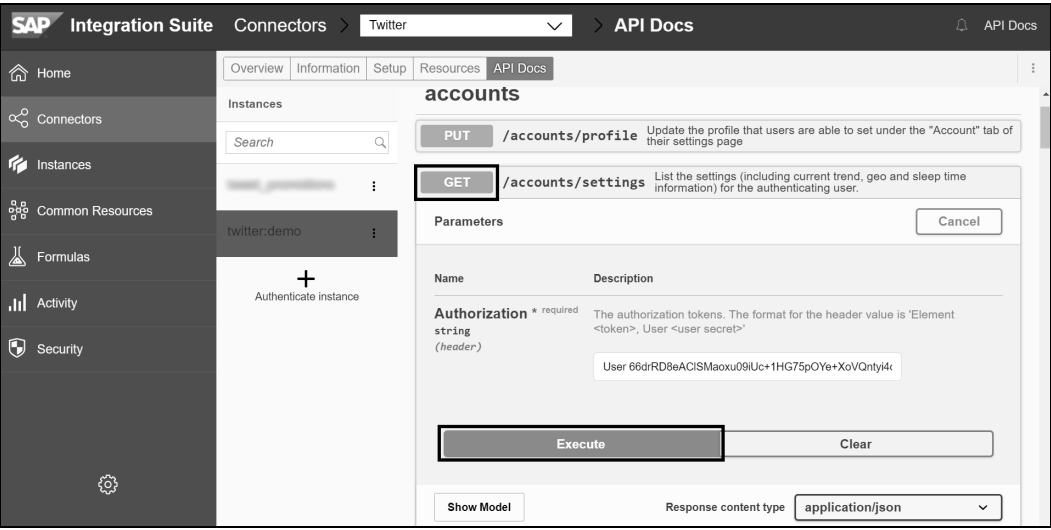 SAP Integration Suite Connectors > Twitter > API Docs API Docs
Home
Connectors
Instances
Common Resources
Formulas
Activity
Security
Overview Information Setup Resources API Docs
Instances
Search
twitter:demo
Authenticate instance
accounts
PUT /accounts/profile Update the profile that users are able to set under the "Account" tab of
their settings page
GET /accounts/settings List the settings (including current trend, geo and sleep time
information) for the authenticating user.
Parameters
Cancel
Name Description
Authorization * required
string
(header)
The authorization tokens. The format for the header value is 'Element
<token>, User <user secret>'
User 66drRD8eAClSMaoxu09iUc+1HG75pOYe+XoVQntyi4
Execute Clear
Show Model Response content type application/json